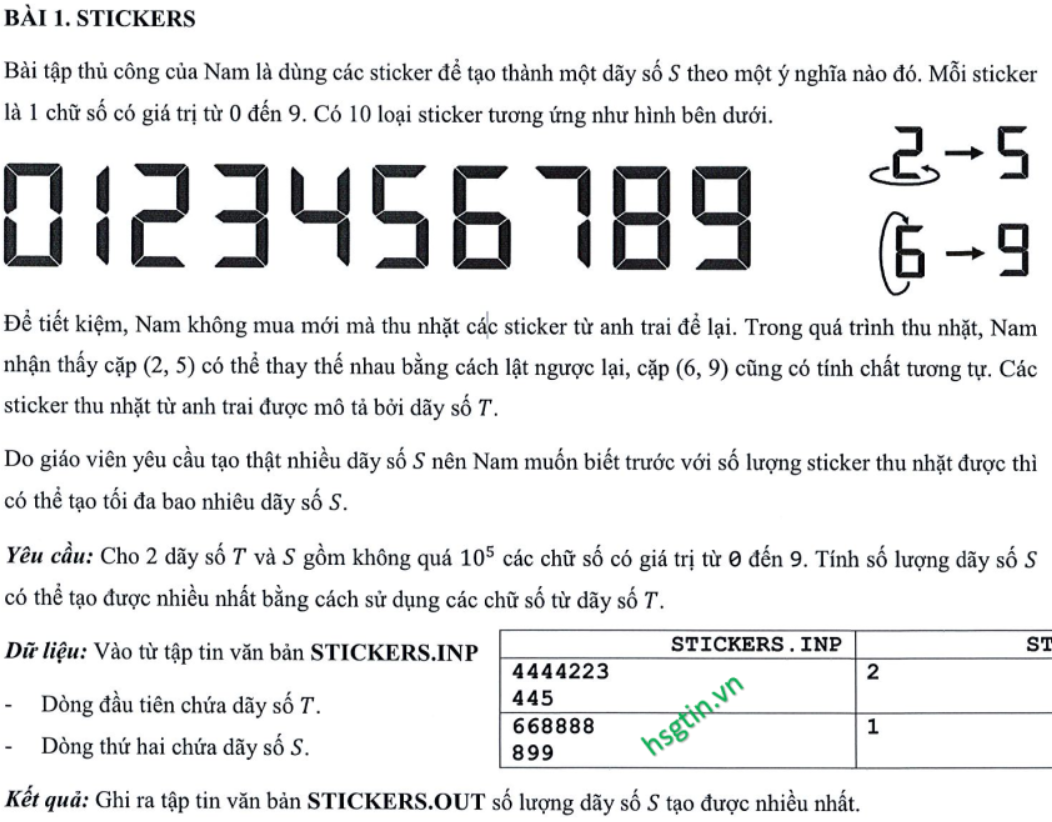 BÀI 1. STICKERS
Bài tập thủ công của Nam là dùng các sticker để tạo thành một dãy số S theo một ý nghĩa nào đó. Mỗi sticker
là 1 chữ số có giá trị từ 0 đến 9. Có 10 loại sticker tương ứng như hình bên dưới.
0 1 2 3 4 5 6 7 8 9
2 → 5
6 → 9
Để tiết kiệm, Nam không mua mới mà thu nhặt các sticker từ anh trai để lại. Trong quá trình thu nhặt, Nam
nhận thấy cặp (2, 5) có thể thay thế nhau bằng cách lật ngược lại, cặp (6, 9) cũng có tính chất tương tự. Các
sticker thu nhặt từ anh trai được mô tả bởi dãy số T.
Do giáo viên yêu cầu tạo thật nhiều dãy số S nên Nam muốn biết trước với số lượng sticker thu nhặt được thì
có thể tạo tối đa bao nhiêu dãy số S.
Yêu cầu: Cho 2 dãy số T và S gồm không quá 10⁵ các chữ số có giá trị từ 0 đến 9. Tính số lượng dãy số S
có thể tạo được nhiều nhất bằng cách sử dụng các chữ số từ dãy số T.
Dữ liệu: Vào từ tập tin văn bản STICKERS.INP
- Dòng đầu tiên chứa dãy số T.
- Dòng thứ hai chứa dãy số S.
STICKERS.INP ST
4444223 2
445
668888 1
899
hsgtin.vn
Kết quả: Ghi ra tập tin văn bản STICKERS.OUT số lượng dãy số S tạo được nhiều nhất.